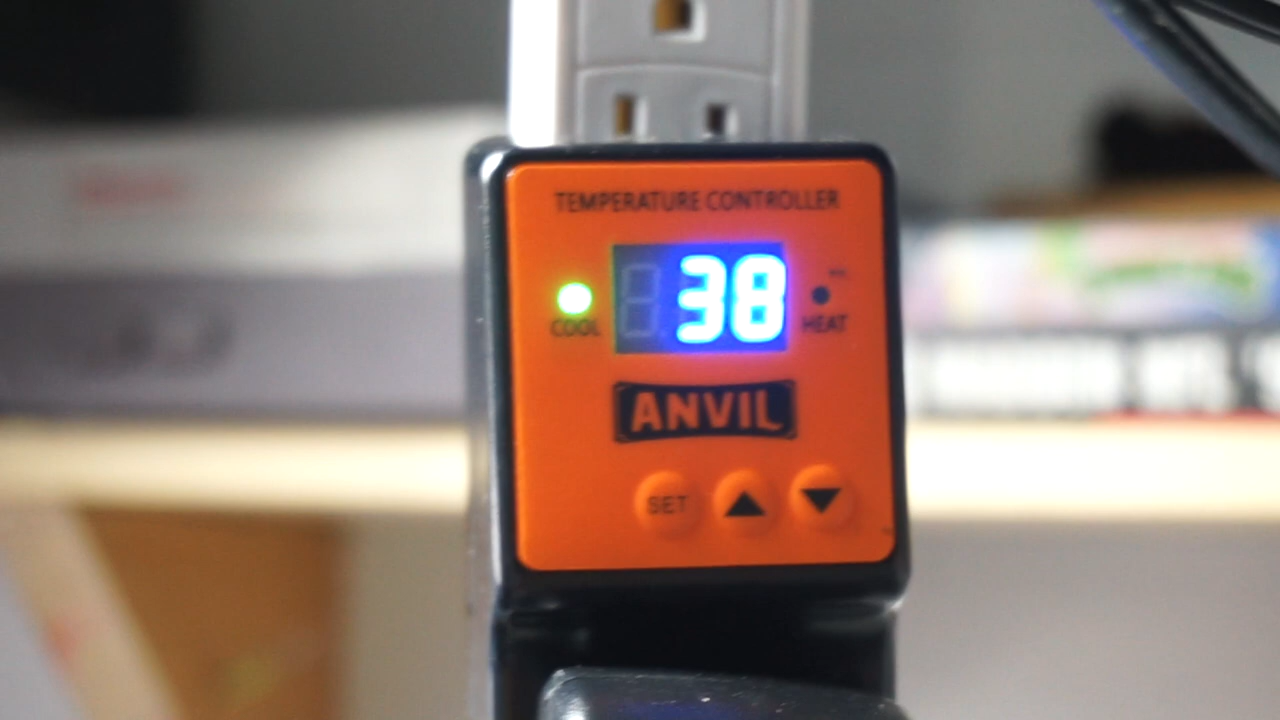 TEMPERATURE CONTROLLER
38
COOL
HEAT
ANVIL
SET